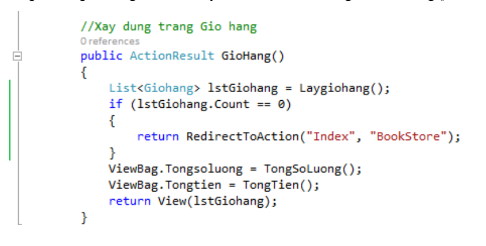 //Xay dung trang Gio hang
0 references
public ActionResult GioHang()
{
List<Giohang> lstGiohang = Laygiohang();
if (lstGiohang.Count == 0)
{
return RedirectToAction("Index", "BookStore");
}
ViewBag.Tongsoluong = TongSoLuong();
ViewBag.Tongtien = TongTien();
return View(lstGiohang);
}